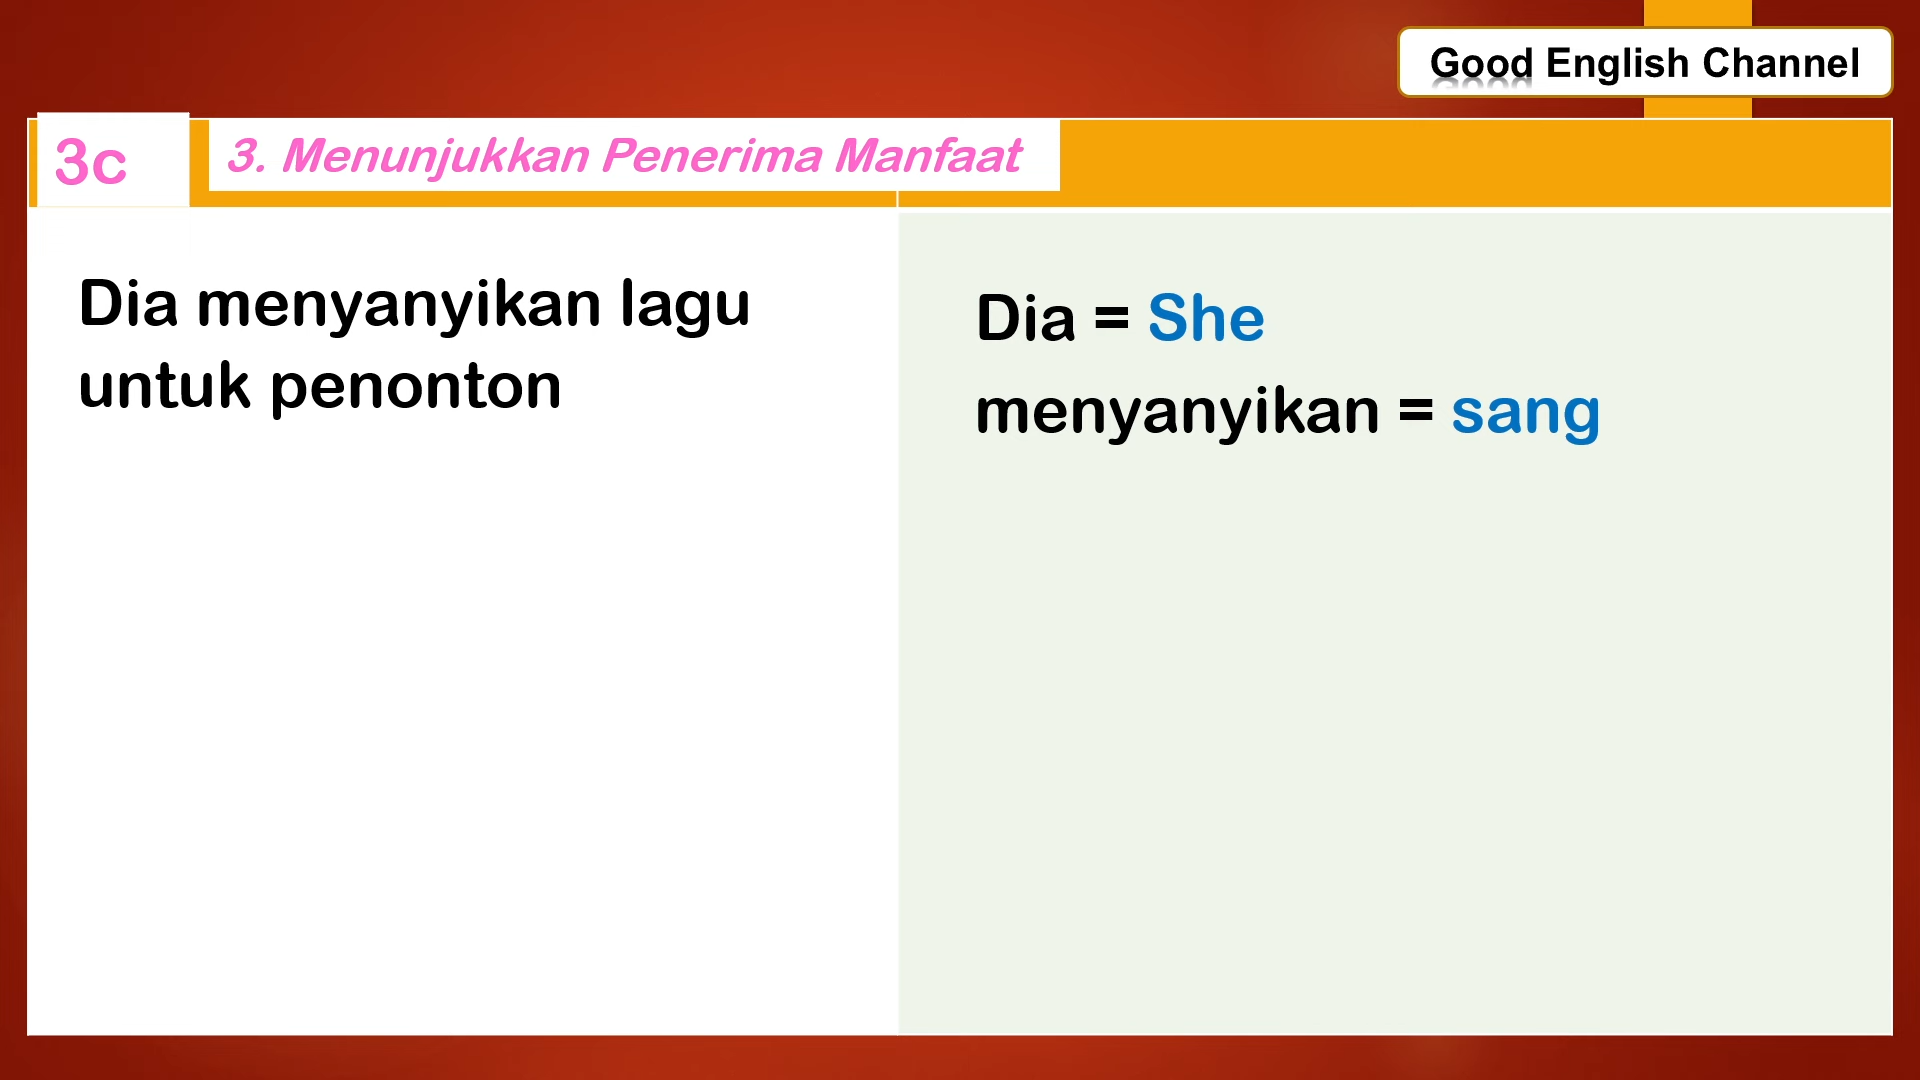 Good English Channel
3c
3. Menunjukkan Penerima Manfaat
Dia menyanyikan lagu
untuk penonton
Dia = She
menyanyikan = sang